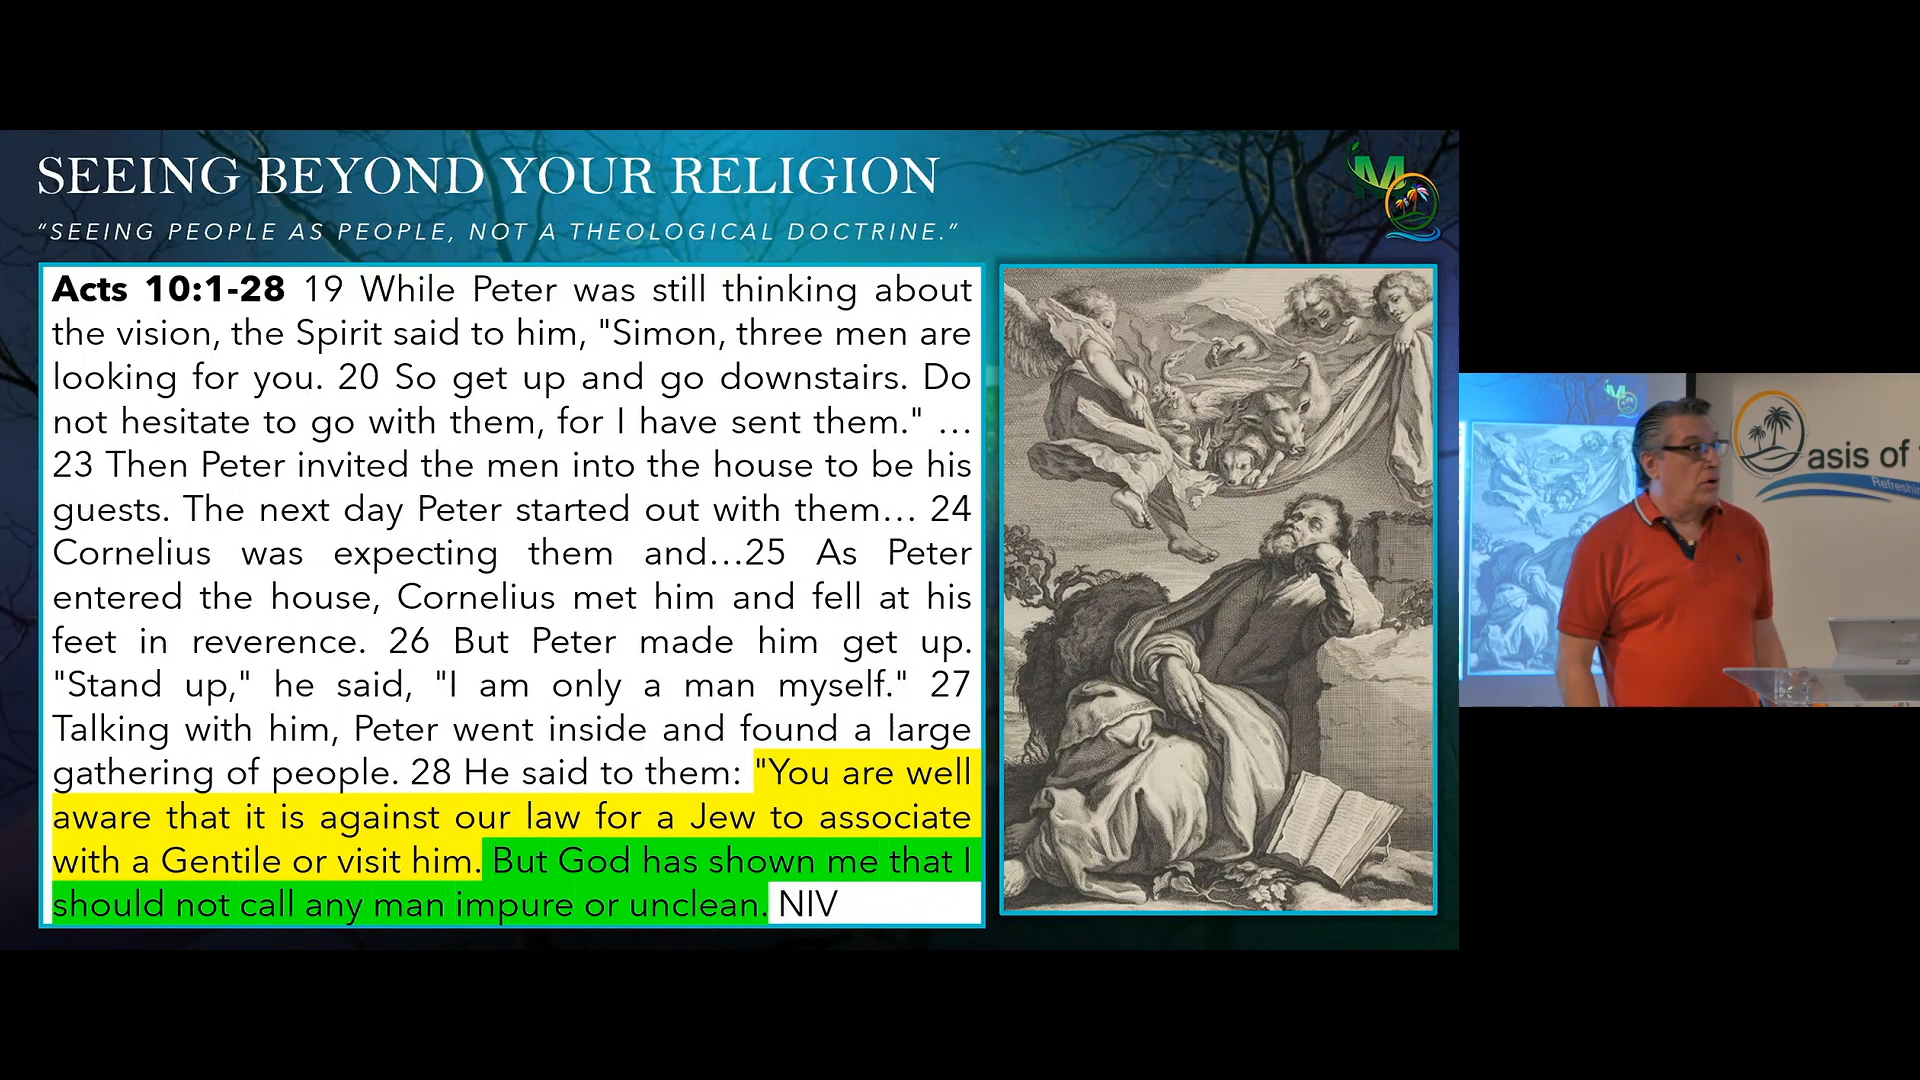 SEEING BEYOND YOUR RELIGION
"SEEING PEOPLE AS PEOPLE, NOT A THEOLOGICAL DOCTRINE."
Acts 10:1-28 19 While Peter was still thinking about
the vision, the Spirit said to him, "Simon, three men are
looking for you. 20 So get up and go downstairs. Do
not hesitate to go with them, for I have sent them." …
23 Then Peter invited the men into the house to be his
guests. The next day Peter started out with them… 24
Cornelius was expecting them and…25 As Peter
entered the house, Cornelius met him and fell at his
feet in reverence. 26 But Peter made him get up.
"Stand up," he said, "I am only a man myself." 27
Talking with him, Peter went inside and found a large
gathering of people. 28 He said to them: "You are well
aware that it is against our law for a Jew to associate
with a Gentile or visit him. But God has shown me that I
should not call any man impure or unclean. NIV
M
asis of
Refreshin